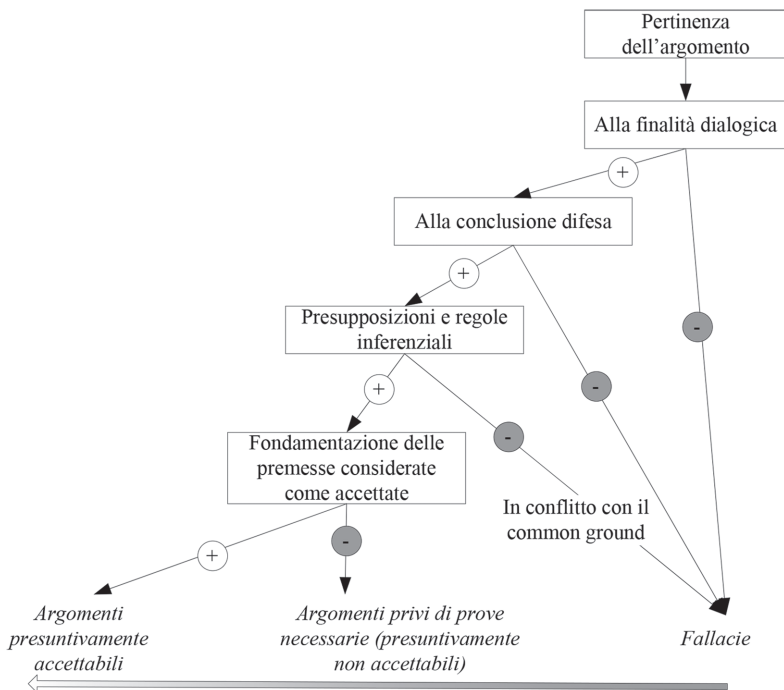 Pertinenza
dell'argomento
Alla finalità dialogica
+
Alla conclusione difesa
+
-
Presupposizioni e regole
inferenziali
-
+
-
Fondamentazione delle
premesse considerate
come accettate
In conflitto con il
common ground
+
-
Argomenti
presuntivamente
accettabili
Argomenti privi di prove
necessarie (presuntivamente
non accettabili)
Fallacie